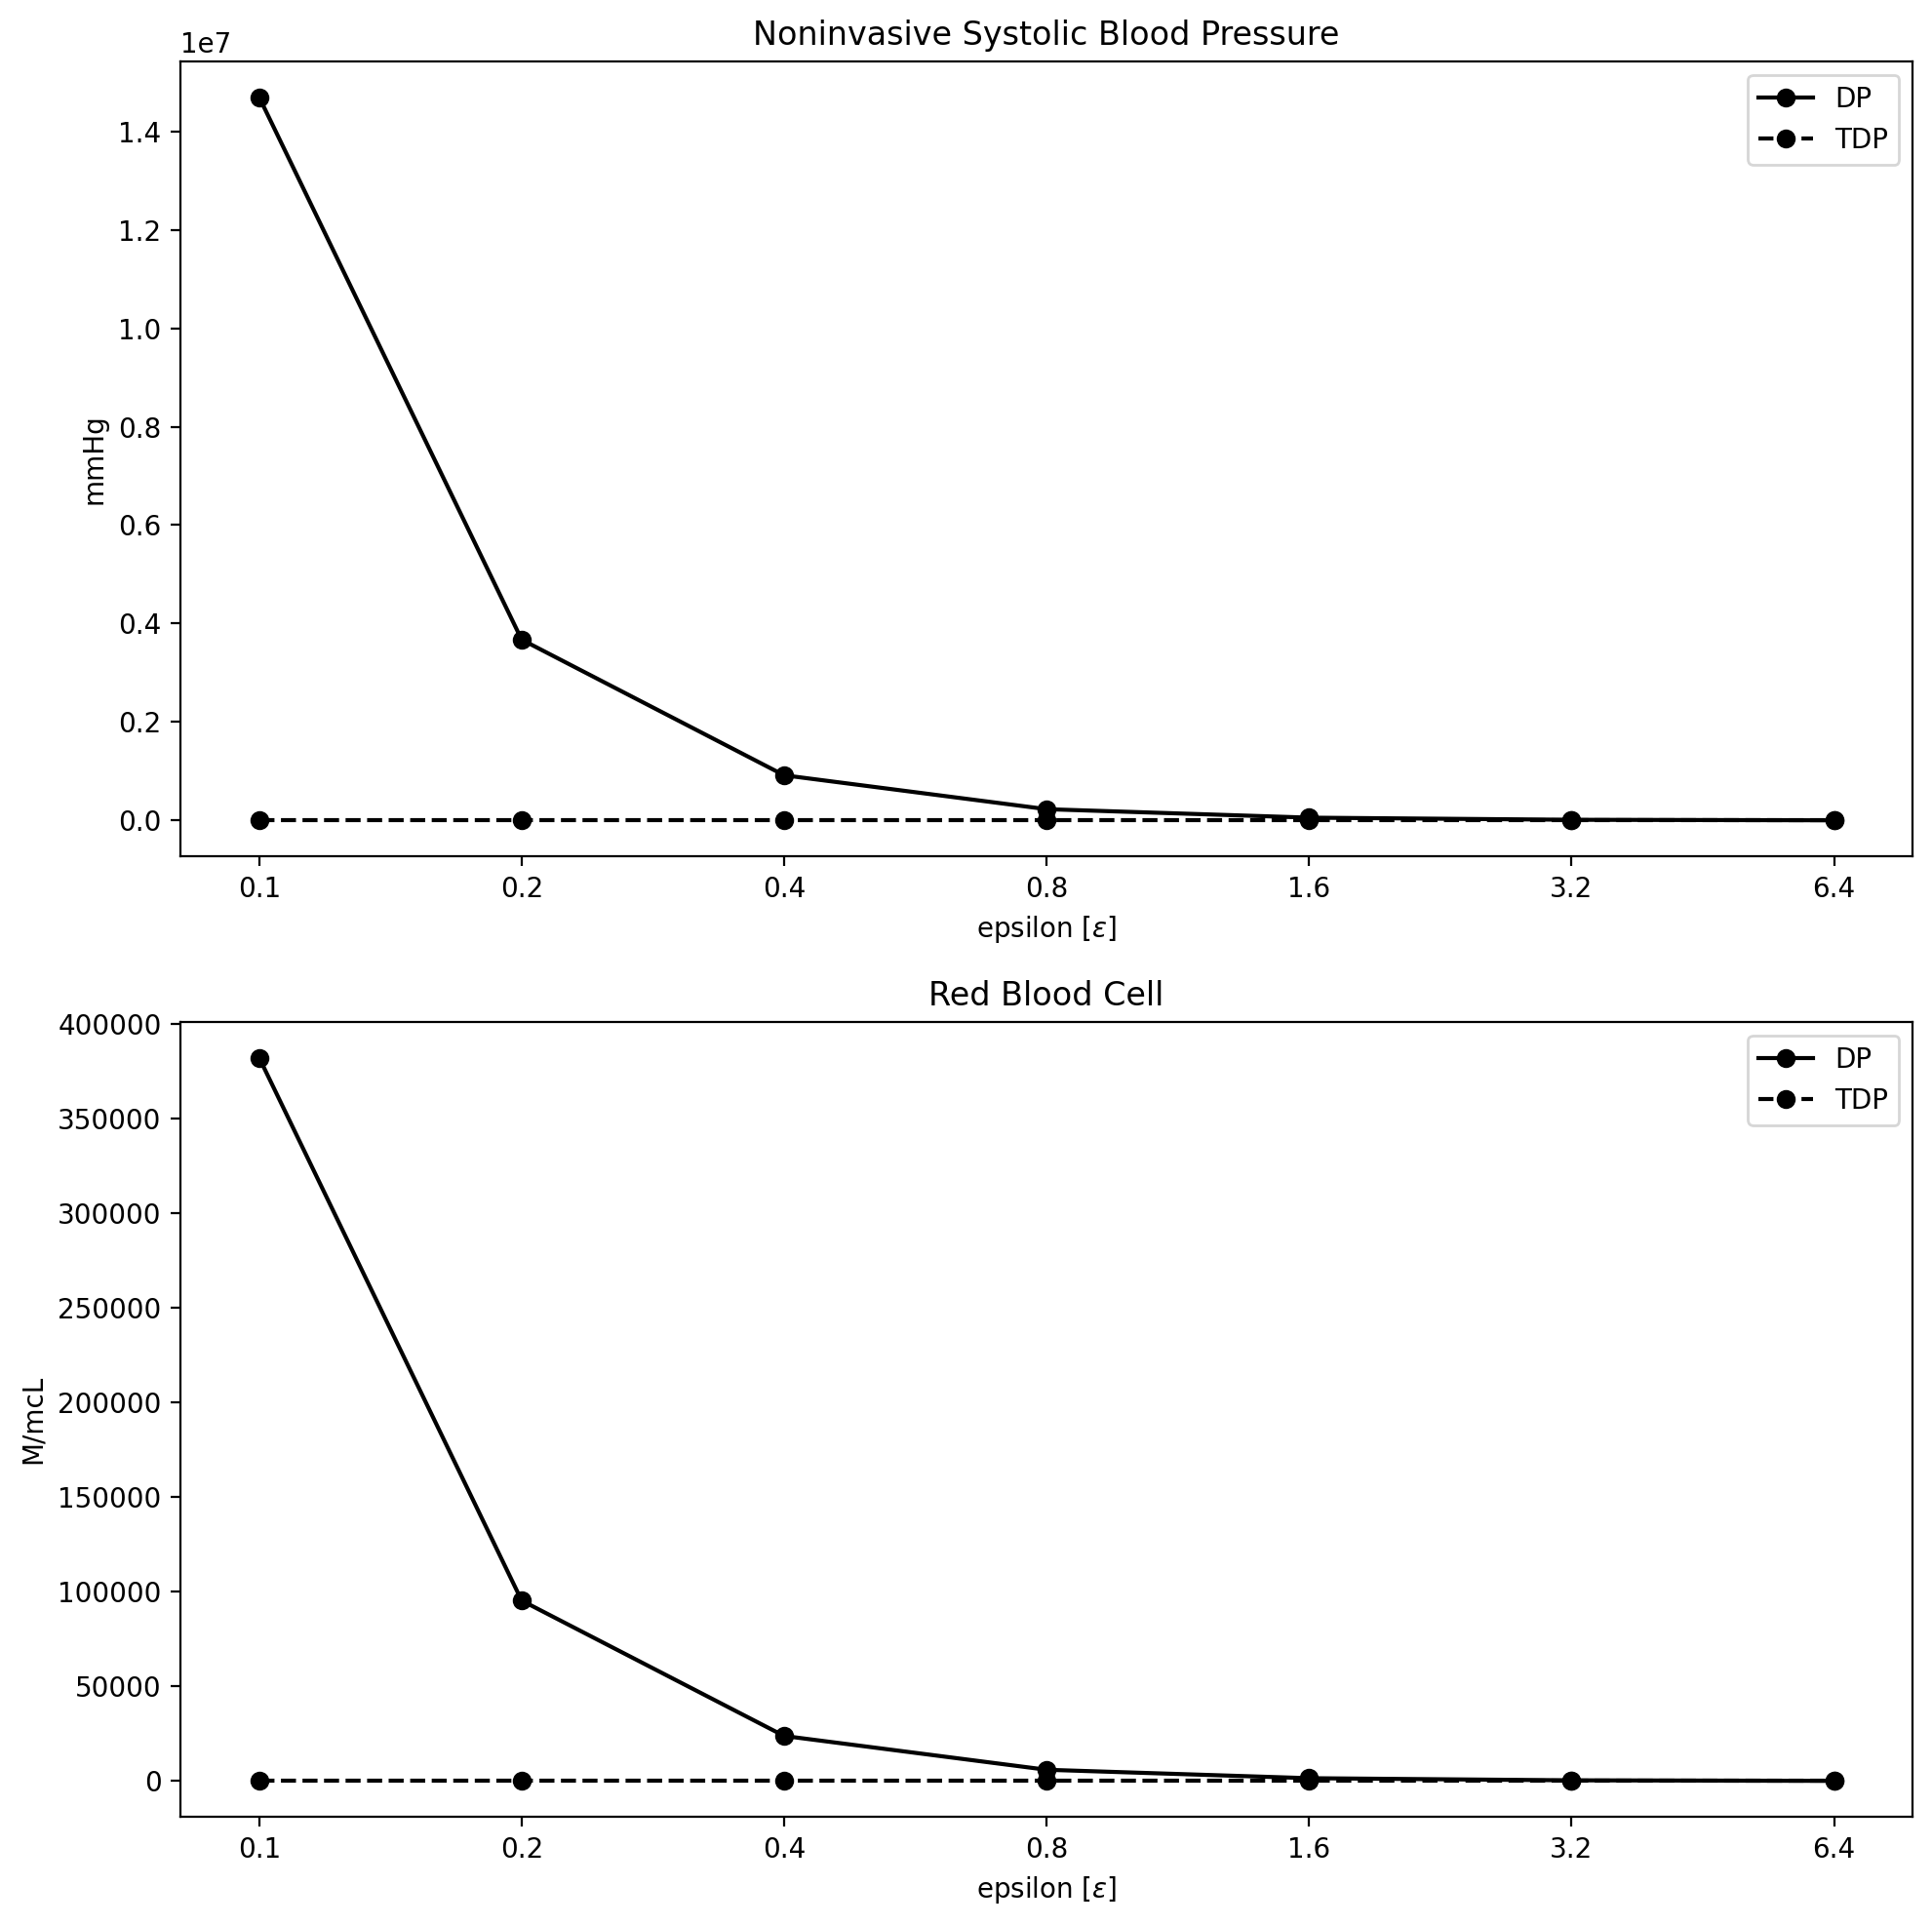 Noninvasive Systolic Blood Pressure
1e7
DP
TDP
1.4
1.2
1.0
0.8
0.6
0.4
0.2
0.0
mmHg
0.1 0.2 0.4 0.8 1.6 3.2 6.4
epsilon [ε]
Red Blood Cell
DP
TDP
400000
350000
300000
250000
200000
150000
100000
50000
0
M/mcL
0.1 0.2 0.4 0.8 1.6 3.2 6.4
epsilon [ε]